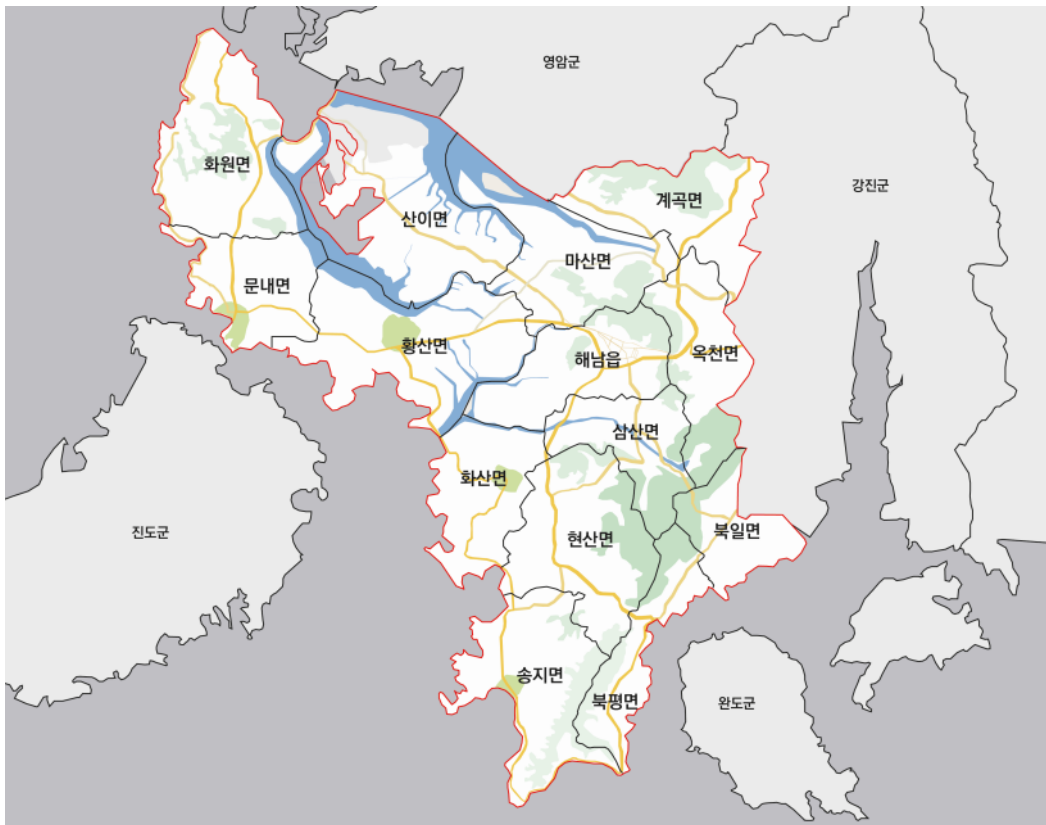 영암군
화원면
강진군
계곡면
산이면
마산면
문내면
황산면
해남읍
옥천면
삼산면
화산면
진도군
현산면
북일면
송지면
북평면
완도군